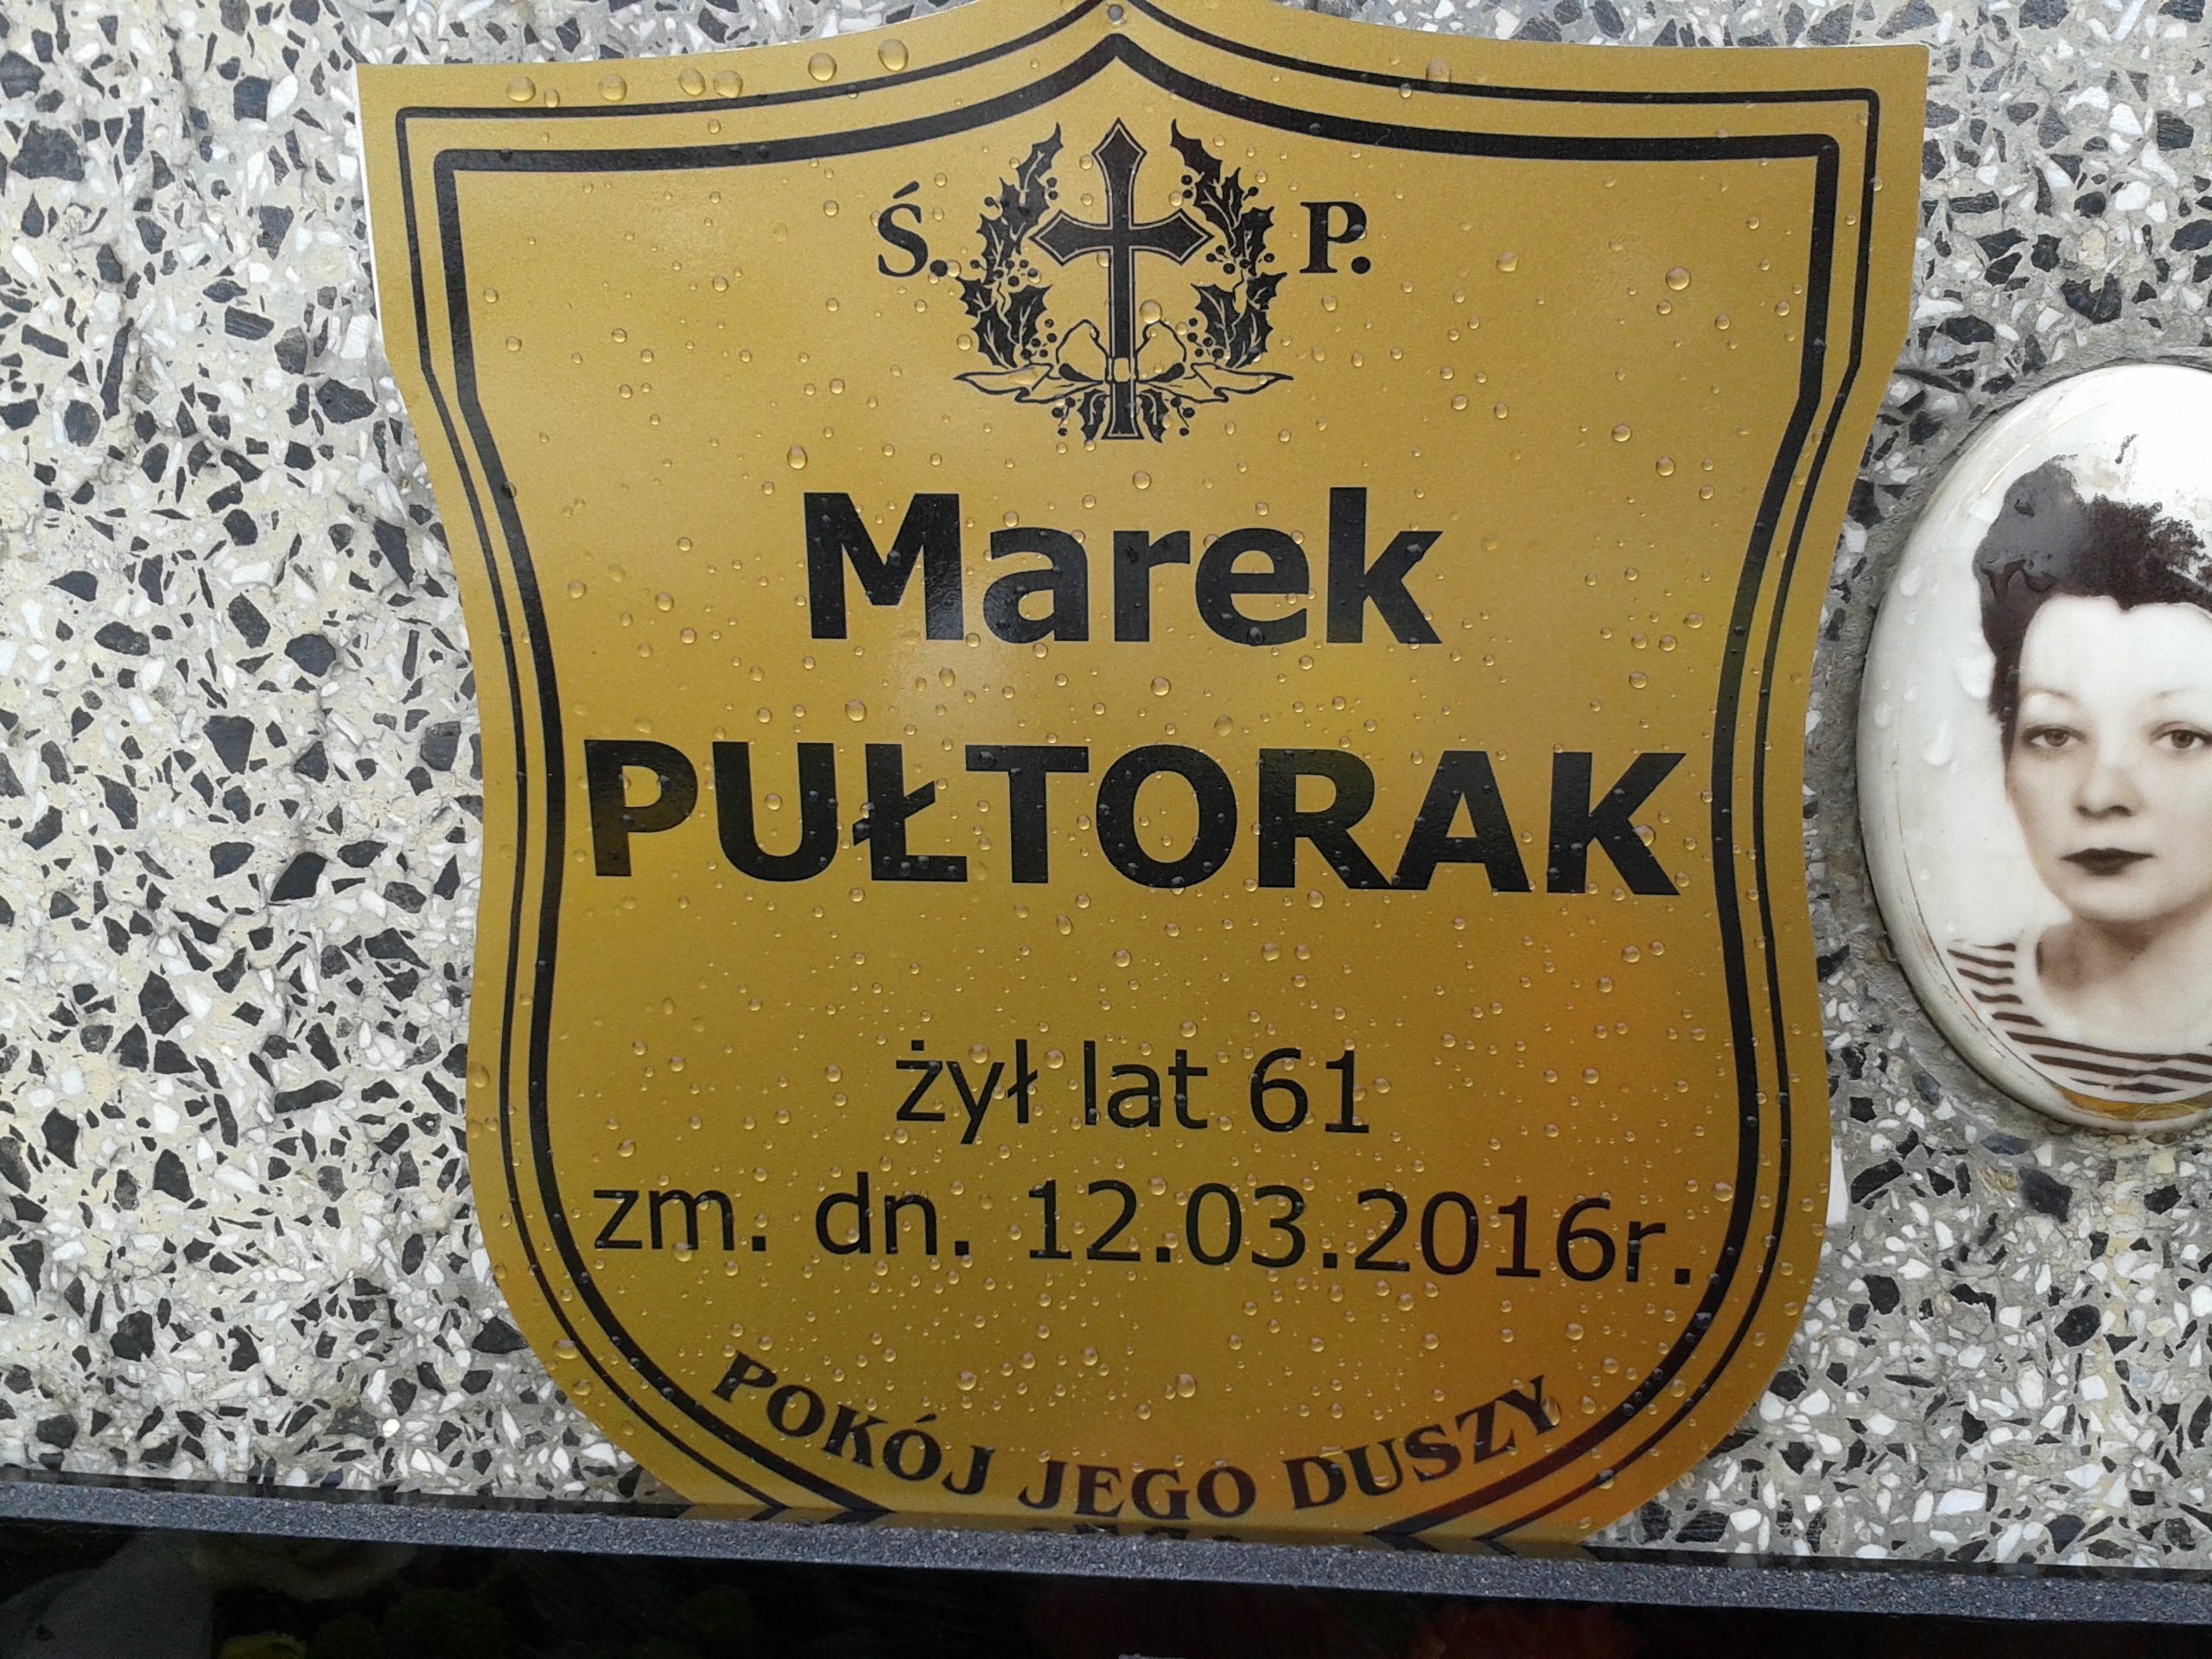 Ś. P.
Marek
PUŁTORAK
żył lat 61
zm. dn. 12.03.2016r.
POKÓJ JEGO DUSZY